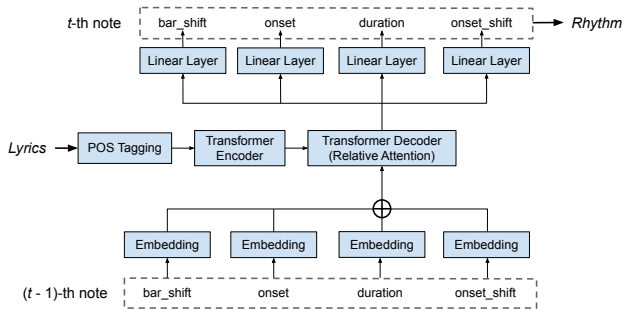 t-th note bar_shift onset duration onset_shift Rhythm
Linear Layer Linear Layer Linear Layer Linear Layer
Lyrics POS Tagging Transformer Encoder Transformer Decoder (Relative Attention)
Embedding Embedding Embedding Embedding
(t - 1)-th note bar_shift onset duration onset_shift